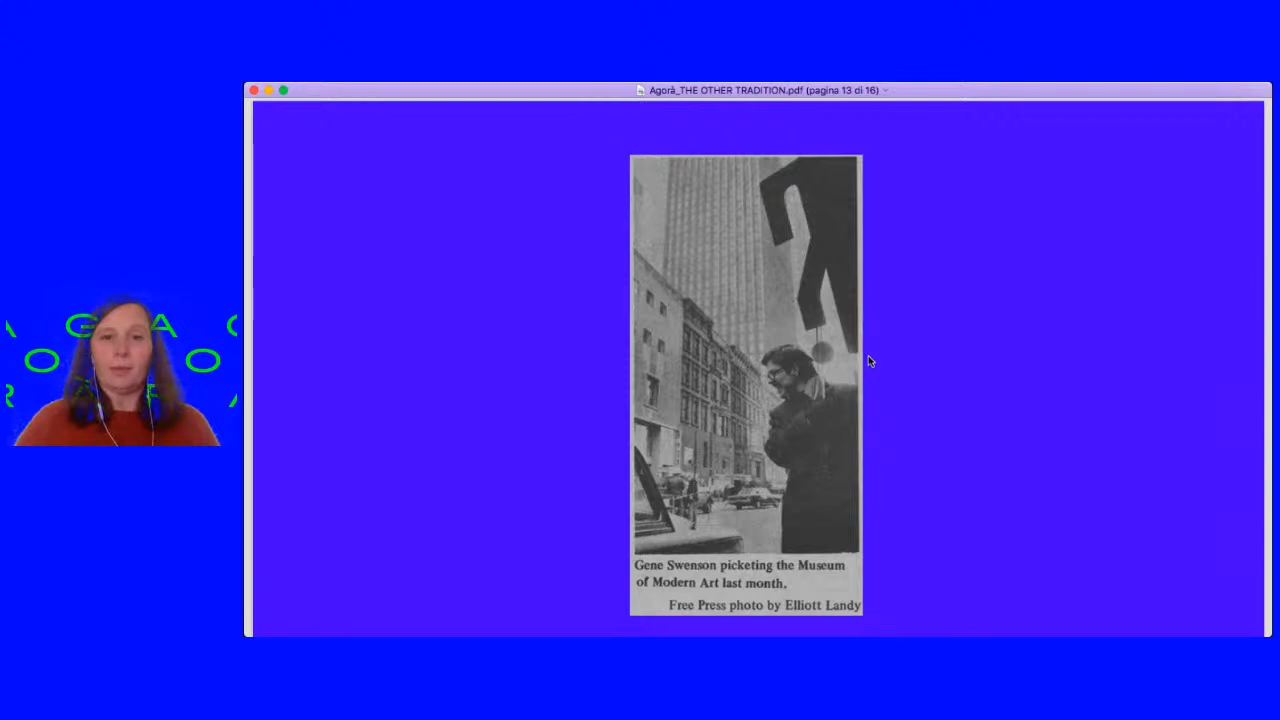 Agorà_THE OTHER TRADITION.pdf (pagina 13 di 16)
A G A
O O
R
Gene Swenson picketing the Museum
of Modern Art last month.
Free Press photo by Elliott Landy